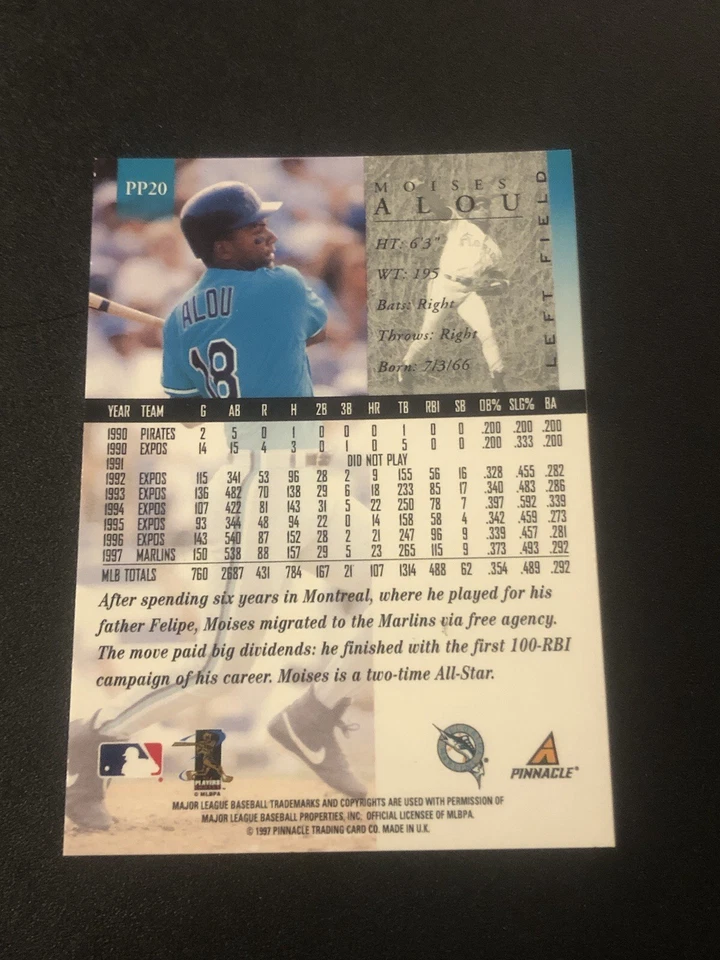 PP20
ALOU
18
MOISES
ALOU
HT: 6'3"
WT: 195
Bats: Right
Throws: Right
Born: 7/3/66
LEFT FIELD
YEAR TEAM G AB R H 2B 3B HR TB RBI SB OB% SLG% BA
1990 PIRATES 2 5 0 1 0 0 0 1 0 0 .200 .200 .200
1990 EXPOS 14 15 4 3 0 1 0 5 0 0 .200 .333 .200
1991 DID NOT PLAY
1992 EXPOS 115 341 53 96 28 2 9 155 56 16 .328 .455 .282
1993 EXPOS 136 482 70 138 29 6 18 233 85 17 .340 .483 .286
1994 EXPOS 107 422 81 143 31 5 22 250 78 7 .397 .592 .339
1995 EXPOS 93 344 48 94 22 0 14 158 58 4 .342 .459 .273
1996 EXPOS 143 540 87 152 28 2 21 247 96 9 .339 .457 .281
1997 MARLINS 150 538 88 157 29 5 23 265 115 9 .373 .493 .292
MLB TOTALS 760 2687 431 784 167 21 107 1314 488 62 .354 .489 .292
After spending six years in Montreal, where he played for his
father Felipe, Moises migrated to the Marlins via free agency.
The move paid big dividends: he finished with the first 100-RBI
campaign of his career. Moises is a two-time All-Star.
PLAYERS
© MLBPA
PINNACLE®
MAJOR LEAGUE BASEBALL TRADEMARKS AND COPYRIGHTS ARE USED WITH PERMISSION OF
MAJOR LEAGUE BASEBALL PROPERTIES, INC. OFFICIAL LICENSEE OF MLBPA.
© 1997 PINNACLE TRADING CARD CO. MADE IN U.K.